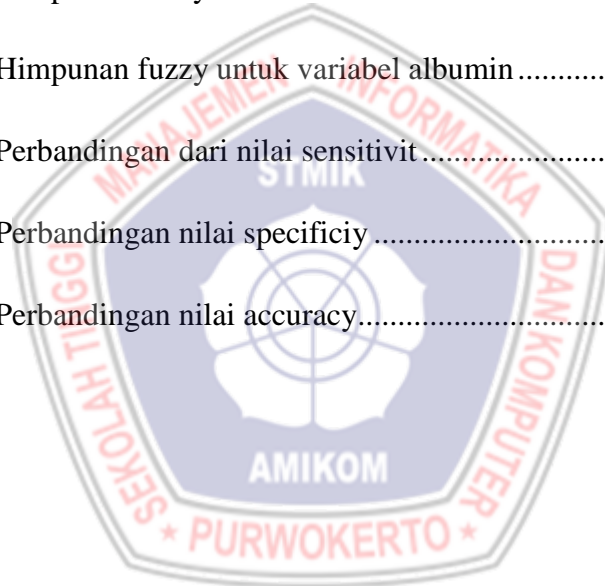 Himpunan fuzzy untuk variabel albumin............
Perbandingan dari nilai sensitivit.......................
Perbandingan nilai specificiy.............................
Perbandingan nilai accuracy...............................
SEKOLAH TINGGI MANAJEMEN INFORMATIKA DAN KOMPUTER
STMIK
AMIKOM
* PURWOKERTO *